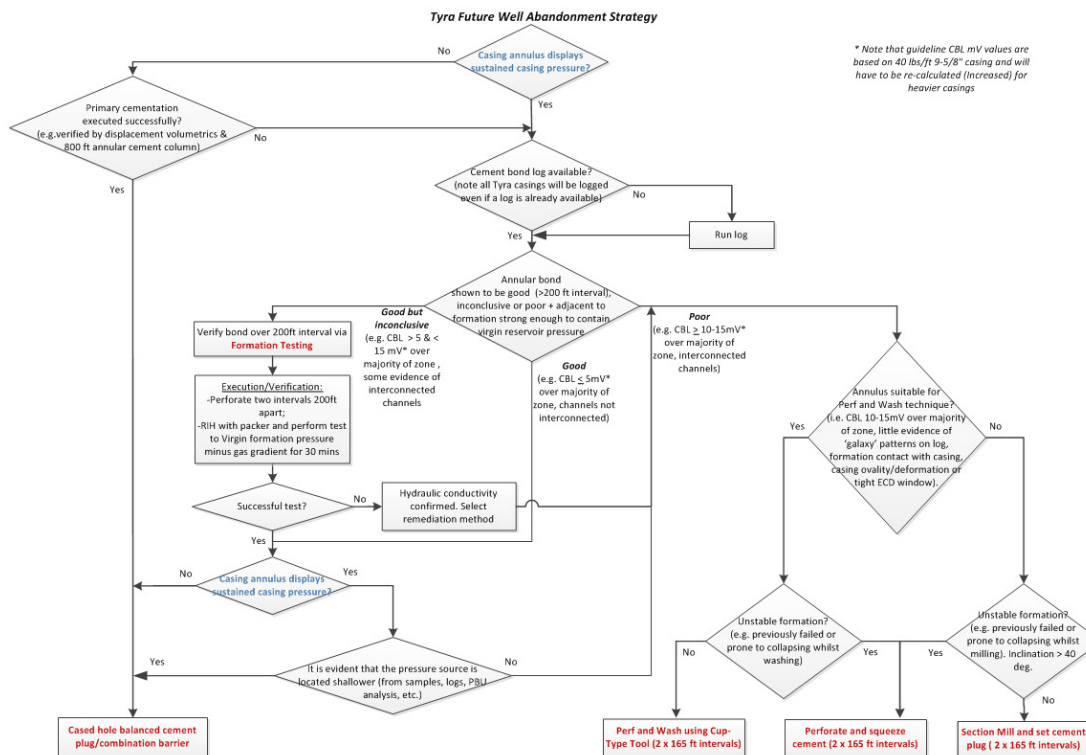 Tyra Future Well Abandonment Strategy
No
Casing annulus displays
sustained casing pressure?
* Note that guideline CBL mV values are
based on 40 lbs/ft 9-5/8" casing and will
have to be re-calculated (Increased) for
heavier casings
Yes
Primary cementation
executed successfully?
(e.g.verified by displacement volumetrics &
800 ft annular cement column)
No
Yes
Cement bond log available?
(note all Tyra casings will be logged
even if a log is already available)
No
Yes
Run log
Annular bond
shown to be good (>200 ft interval),
inconclusive or poor + adjacent to
formation strong enough to contain
virgin reservoir pressure
Verify bond over 200ft interval via
Formation Testing
Good but
inconclusive
(e.g. CBL > 5 & <
15 mV* over
majority of zone ,
some evidence of
interconnected
channels
Good
(e.g. CBL ≤ 5mV*
over majority of
zone, channels not
interconnected)
Poor
(e.g. CBL ≥ 10-15mV*
over majority of
zone, interconnected
channels)
Execution/Verification:
-Perforate two intervals 200ft
apart;
-RIH with packer and perform test
to Virgin formation pressure
minus gas gradient for 30 mins
Annulus suitable for
Perf and Wash technique?
(i.e. CBL 10-15mV over majority
of zone, little evidence of
‘galaxy’ patterns on log,
formation contact with casing,
casing ovality/deformation or
tight ECD window).
Yes
No
Successful test?
No
Hydraulic conductivity
confirmed. Select
remediation method
Yes
No
Casing annulus displays
sustained casing pressure?
Yes
Yes
It is evident that the pressure source is
located shallower (from samples, logs, PBU
analysis, etc.)
No
Unstable formation?
(e.g. previously failed or
prone to collapsing whilst
washing)
No
Yes
Unstable formation?
(e.g. previously failed or
prone to collapsing whilst
milling). Inclination > 40
deg.
Yes
No
Cased hole balanced cement
plug/combination barrier
Perf and Wash using Cup-
Type Tool (2 x 165 ft intervals)
Perforate and squeeze
cement (2 x 165 ft intervals)
Section Mill and set cement
plug ( 2 x 165 ft intervals)